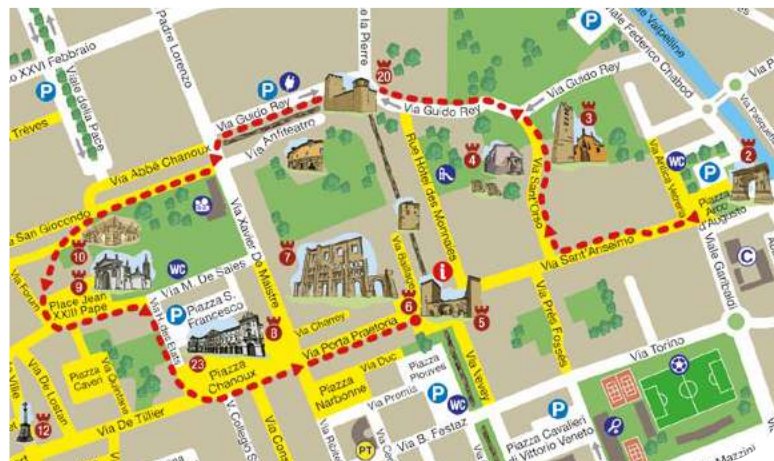 XXVI Febbraio
Padre Lorenzo
Viale della Pace
Trèves
P
Via Abbé Chanoux
San Giocondo
Via Forum
10
9
Place Jean
XXIII Pape
WC
Via M. De Sales
Piazza S.
Francesco
P
8
23
Piazza
Chanoux
Piazza
Caveri
Via De Lostan
12
Via De Tillier
P
Via Guido Rey
Via Anfiteatro
Via Xavier De Maistre
7
Via Charrey
Via Porta Praetoria
Via Bailliage
6
i
5
Via Duc
Piazza
Narbonne
Via Promis
Piazza
Plouves
P
WC
Via B. Festaz
PT
Via Vevey
20
Via Guido Rey
Rue Hôtel des Monnaies
4
Via Sant'Orso
3
Via Guido Rey
P
Viale Federico Chabod
WC
P
2
Piazza
Arco
d'Augusto
Via Sant'Anselmo
Via Près Fossés
Viale Garibaldi
C
Via Torino
P
Piazza Cavalieri
di Vittorio Veneto
Mazzini